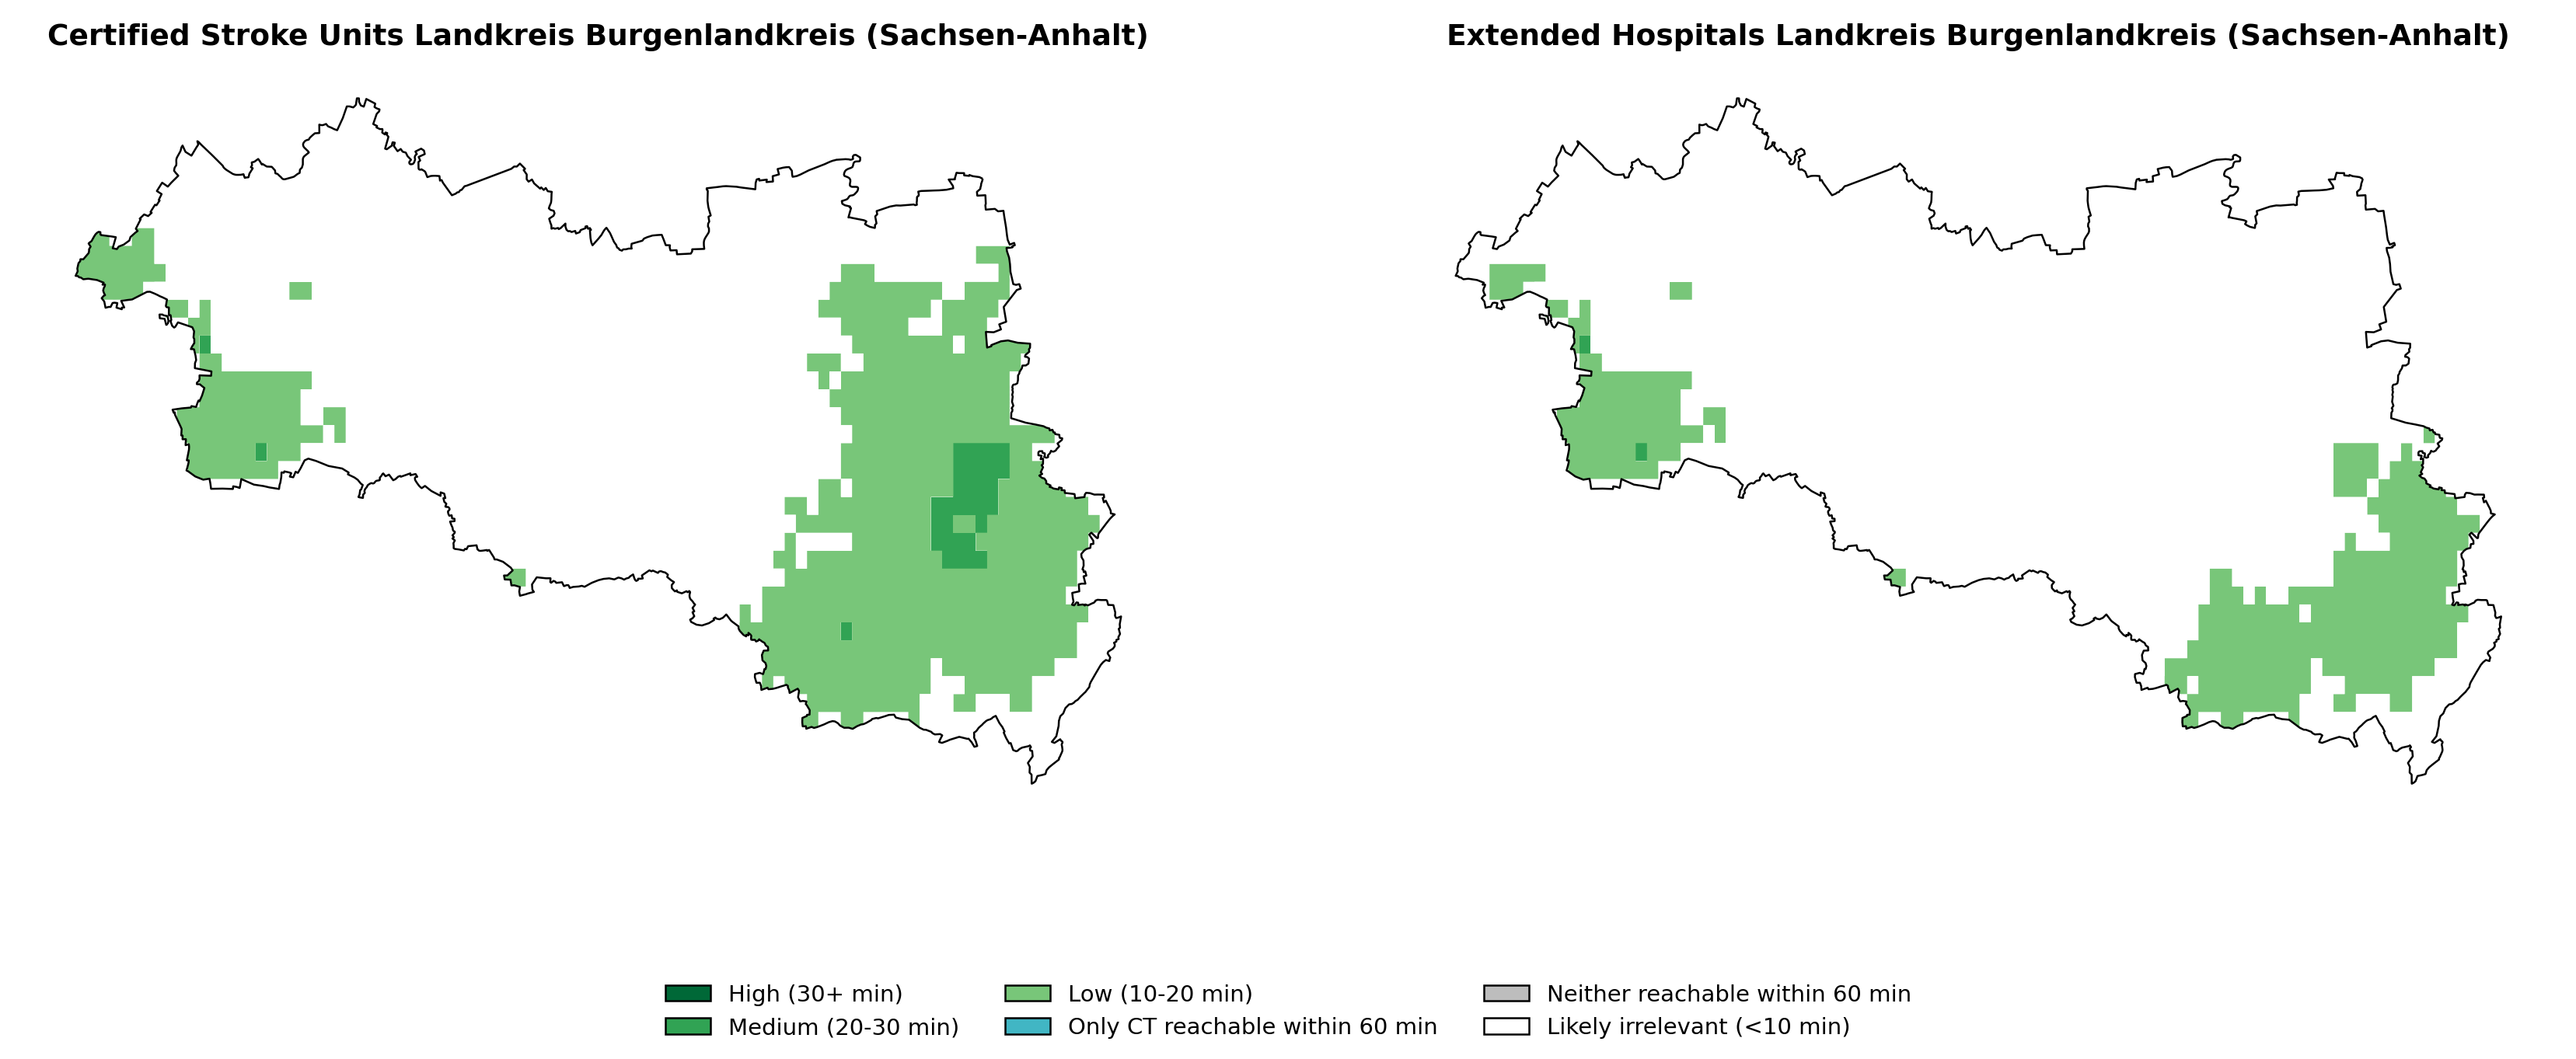 Certified Stroke Units Landkreis Burgenlandkreis (Sachsen-Anhalt)
Extended Hospitals Landkreis Burgenlandkreis (Sachsen-Anhalt)
High (30+ min)
Medium (20-30 min)
Low (10-20 min)
Only CT reachable within 60 min
Neither reachable within 60 min
Likely irrelevant (<10 min)